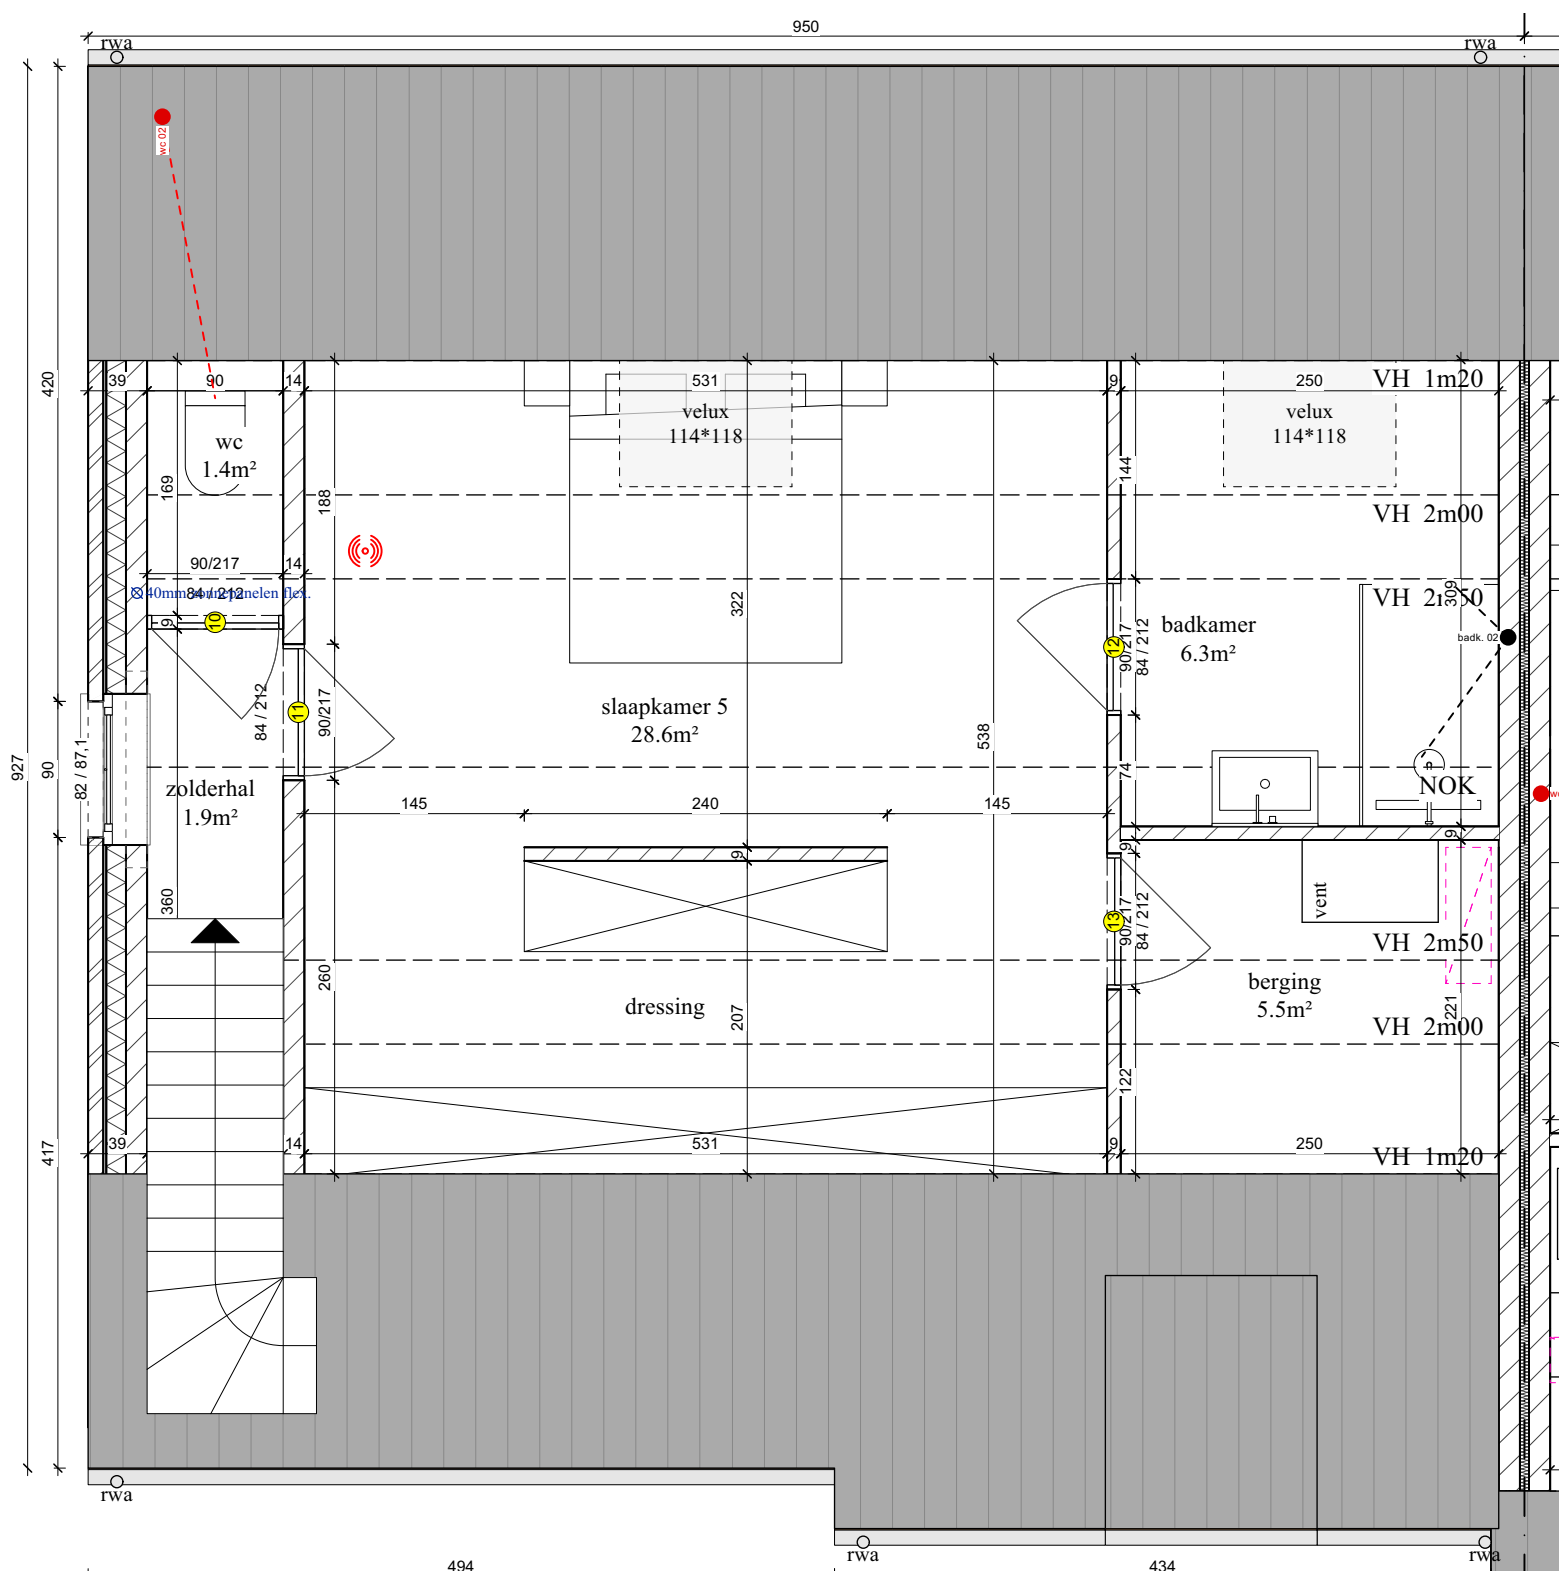 950
rwa
rwa
wc 02
420
39
90
14
531
9
250
VH 1m20
velux
114*118
velux
114*118
wc
1.4m²
169
188
144
VH 2m00
90/217
14
40mm zonnepanelen flex.
84 / 212
322
309
VH 2m50
10
9
badkamer
6.3m²
12
90/217
84 / 212
badk. 02
84 / 212
11
90/217
slaapkamer 5
28.6m²
538
927
90
82 / 87,1
zolderhal
1.9m²
74
NOK
wc
145
240
145
9
9
9
360
vent
13
90/217
84 / 212
VH 2m50
260
dressing
207
berging
5.5m²
221
VH 2m00
122
417
39
14
531
9
250
VH 1m20
rwa
rwa
rwa
494
434